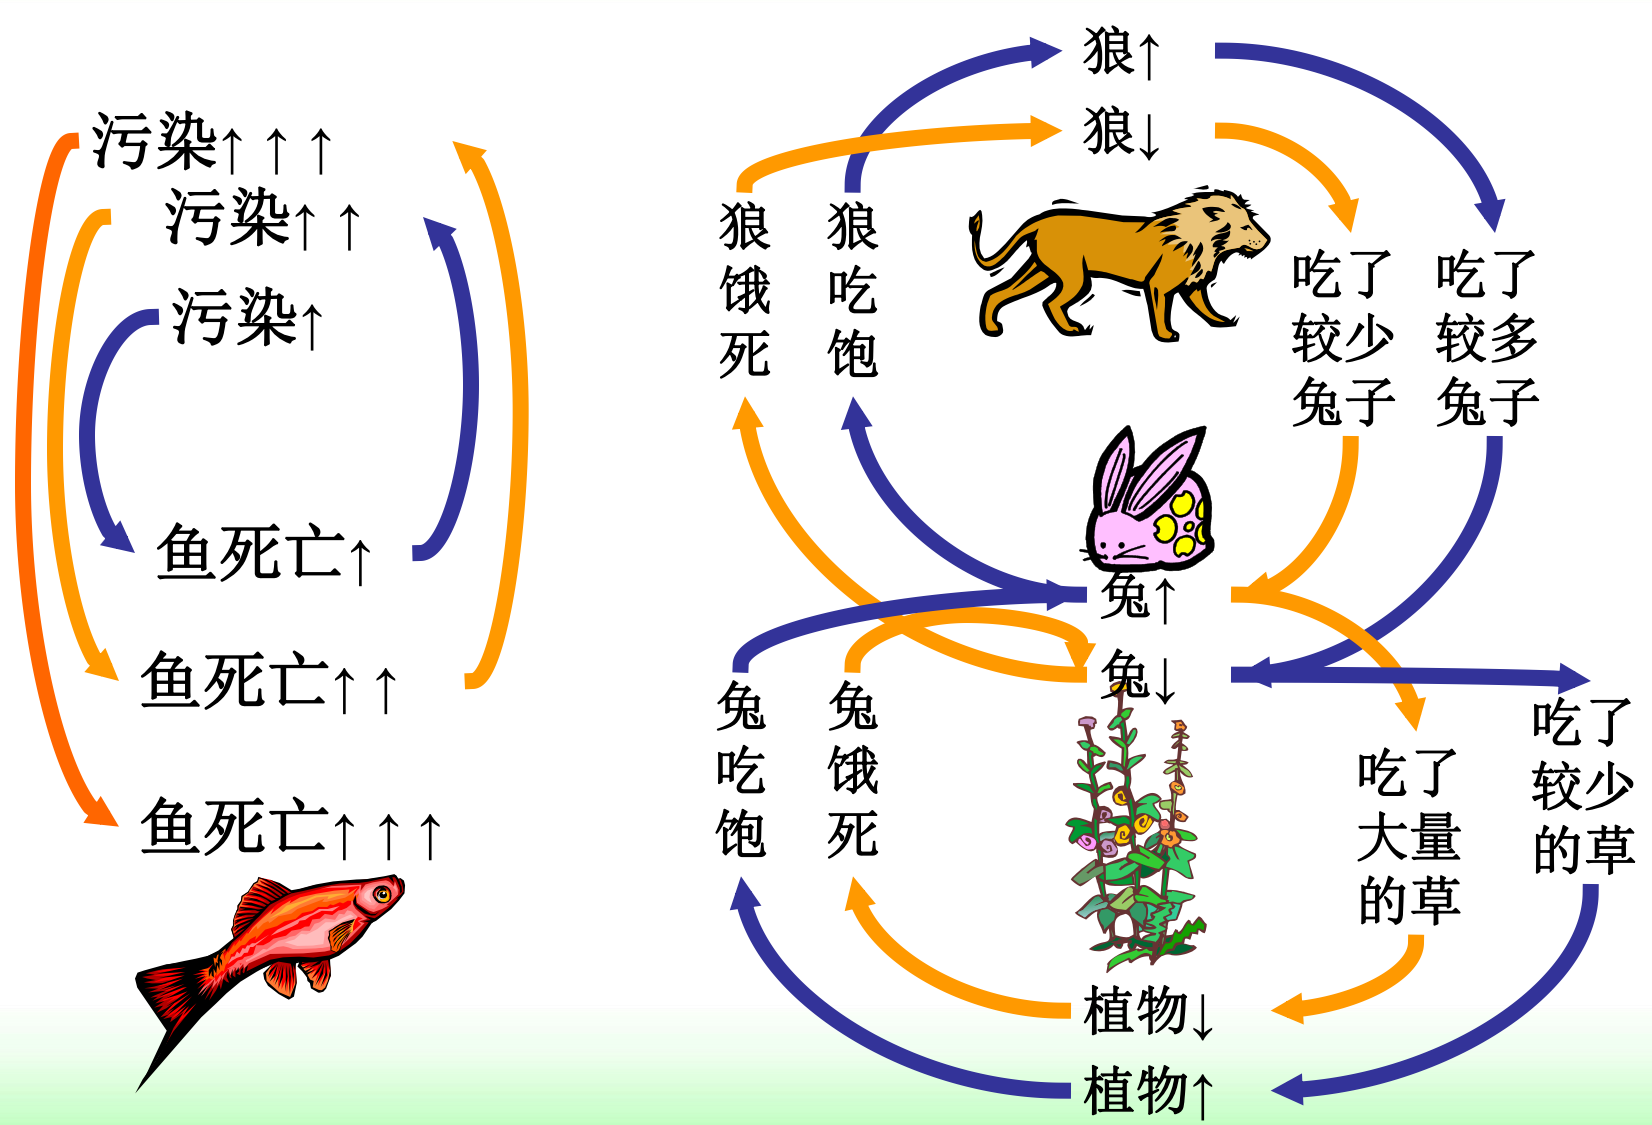 污染↑↑↑
污染↑↑
污染↑
鱼死亡↑
鱼死亡↑↑
鱼死亡↑↑↑
狼↑
狼↓
狼饿死
狼吃饱
吃了
较少
兔子
吃了
较多
兔子
兔↑
兔↓
兔吃饱
兔饿死
吃了
大量
的草
吃了
较少
的草
植物↓
植物↑